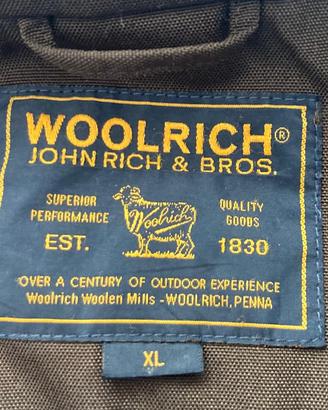 WOOLRICH®
JOHN RICH & BROS.
SUPERIOR PERFORMANCE
Woolrich
QUALITY GOODS
EST. 1830
OVER A CENTURY OF OUTDOOR EXPERIENCE
Woolrich Woolen Mills - WOOLRICH, PENNA
XL